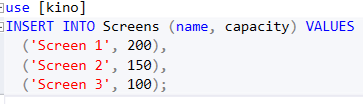 use [kino]
INSERT INTO Screens (name, capacity) VALUES
('Screen 1', 200),
('Screen 2', 150),
('Screen 3', 100);